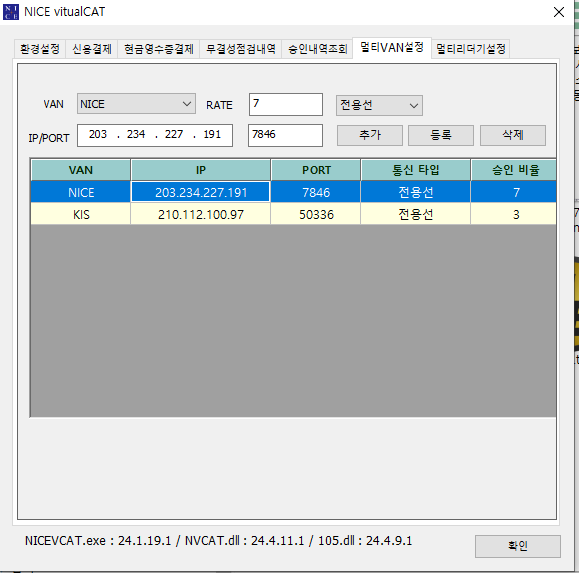 NICE vitualCAT
환경설정 신용결제 현금영수증결제 무결성점검내역 승인내역조회 멀티VAN설정 멀티리더기설정
VAN NICE RATE 7 전용선
IP/PORT 203 . 234 . 227 . 191 7846 추가 등록 삭제
VAN IP PORT 통신 타입 승인 비율
NICE 203.234.227.191 7846 전용선 7
KIS 210.112.100.97 50336 전용선 3
NICEVCAT.exe : 24.1.19.1 / NVCAT.dll : 24.4.11.1 / 105.dll : 24.4.9.1
확인